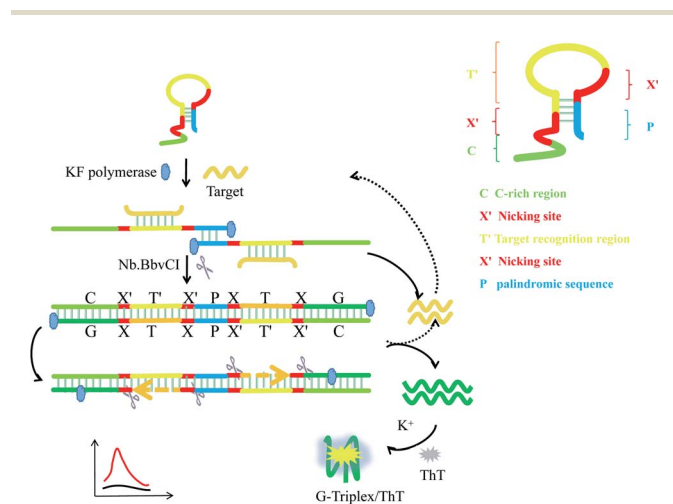 T'
X'
X'
P
C
KF polymerase
Target
C C-rich region
X' Nicking site
T' Target recognition region
X' Nicking site
P palindromic sequence
Nb.BbvCI
C X' T' X' P X T X G
G X T X P X' T' X' C
K+
ThT
G-Triplex/ThT